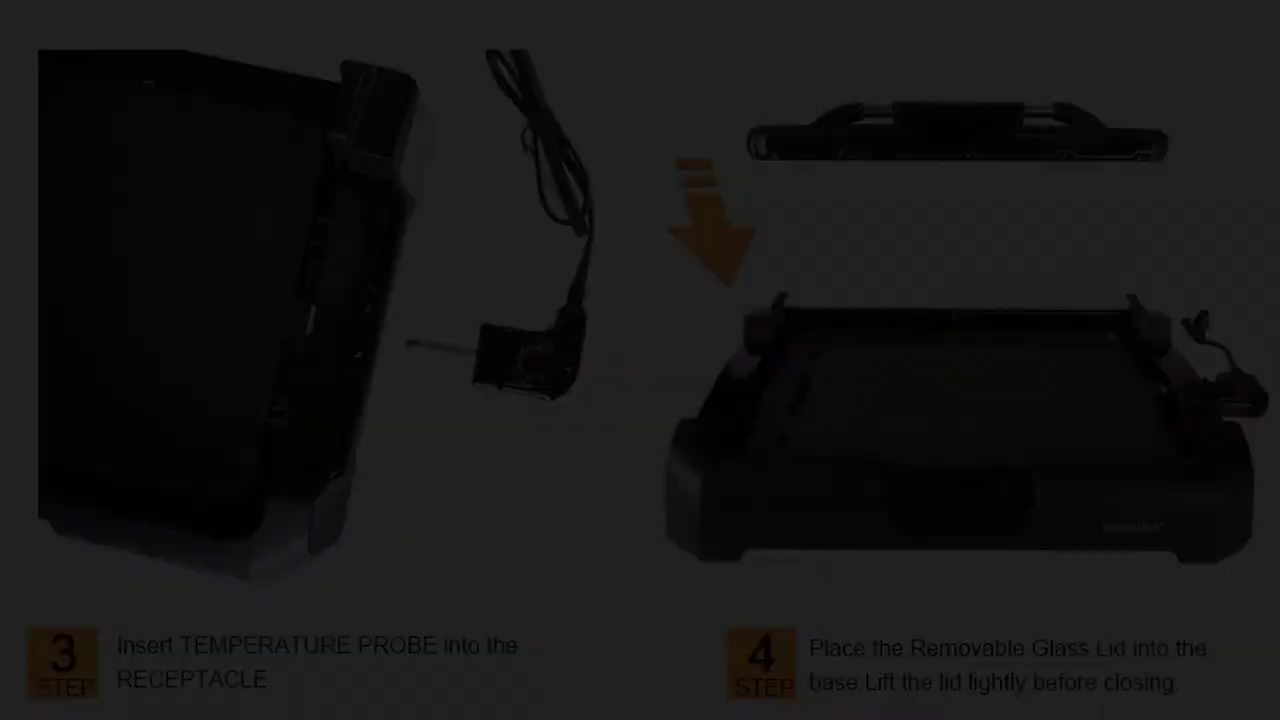 3
STEP
Insert TEMPERATURE PROBE into the
RECEPTACLE
4
STEP
Place the Removable Glass Lid into the
base.Lift the lid lightly before closing.